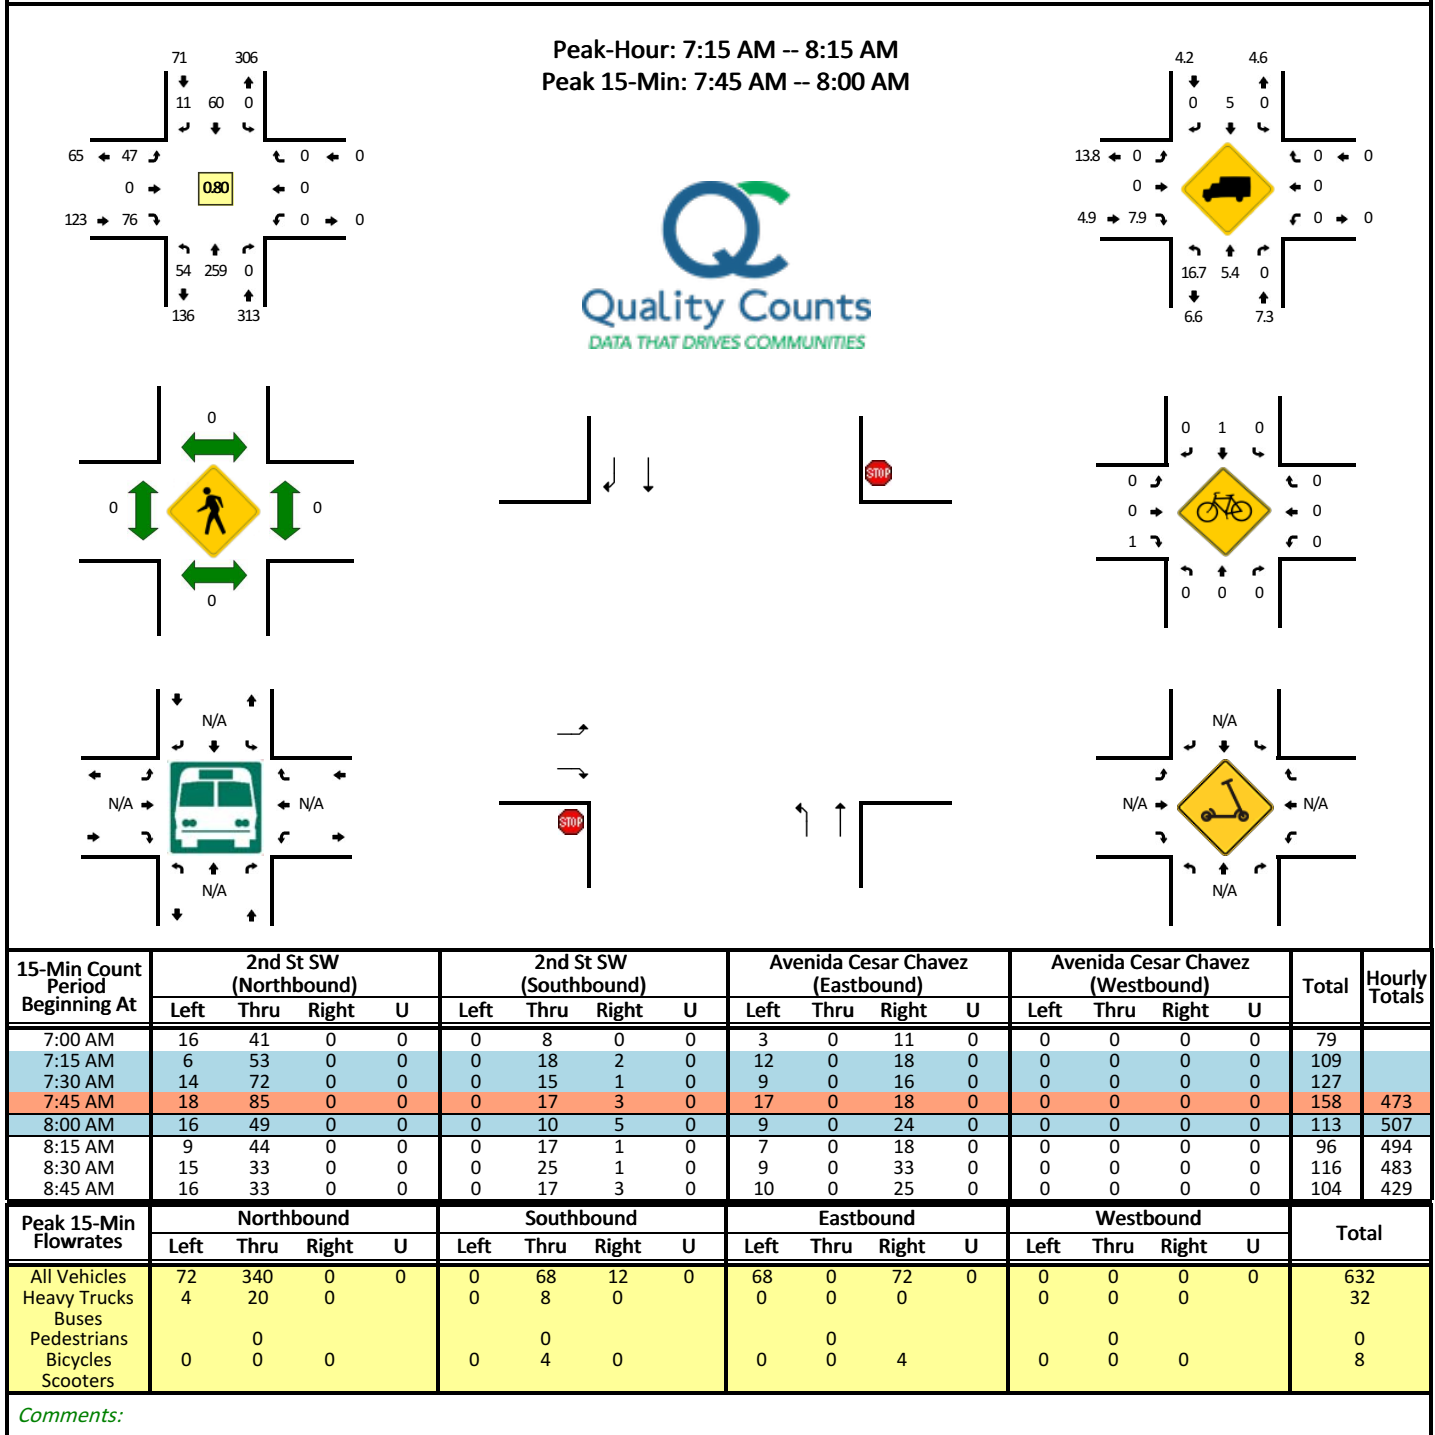 Peak-Hour: 7:15 AM -- 8:15 AM
Peak 15-Min: 7:45 AM -- 8:00 AM
71 306
11 60 0
65 47 0 0
0 0.80 0
123 76 0 0
54 259 0
136 313
Quality Counts
DATA THAT DRIVES COMMUNITIES
4.2 4.6
0 5 0
13.8 0 0 0
0 0
4.9 7.9 0 0
16.7 5.4 0
6.6 7.3
0
0 0
0
STOP
STOP
0 1 0
0 0
0 0
1 0
0 0 0
N/A
N/A N/A
N/A
N/A
N/A N/A
N/A
15-Min Count Period Beginning At 2nd St SW (Northbound) 2nd St SW (Southbound) Avenida Cesar Chavez (Eastbound) Avenida Cesar Chavez (Westbound) Total Hourly Totals
Left Thru Right U Left Thru Right U Left Thru Right U Left Thru Right U
7:00 AM 16 41 0 0 0 8 0 0 3 0 11 0 0 0 0 0 79
7:15 AM 6 53 0 0 0 18 2 0 12 0 18 0 0 0 0 0 109
7:30 AM 14 72 0 0 0 15 1 0 9 0 16 0 0 0 0 0 127
7:45 AM 18 85 0 0 0 17 3 0 17 0 18 0 0 0 0 0 158 473
8:00 AM 16 49 0 0 0 10 5 0 9 0 24 0 0 0 0 0 113 507
8:15 AM 9 44 0 0 0 17 1 0 7 0 18 0 0 0 0 0 96 494
8:30 AM 15 33 0 0 0 25 1 0 9 0 33 0 0 0 0 0 116 483
8:45 AM 16 33 0 0 0 17 3 0 10 0 25 0 0 0 0 0 104 429
Peak 15-Min Flowrates Northbound Southbound Eastbound Westbound Total
Left Thru Right U Left Thru Right U Left Thru Right U Left Thru Right U
All Vehicles 72 340 0 0 0 68 12 0 68 0 72 0 0 0 0 0 632
Heavy Trucks 4 20 0 0 8 0 0 0 0 0 0 0 32
Buses
Pedestrians 0 0 0 0 0
Bicycles 0 0 0 0 4 0 0 0 4 0 0 0 8
Scooters
Comments: